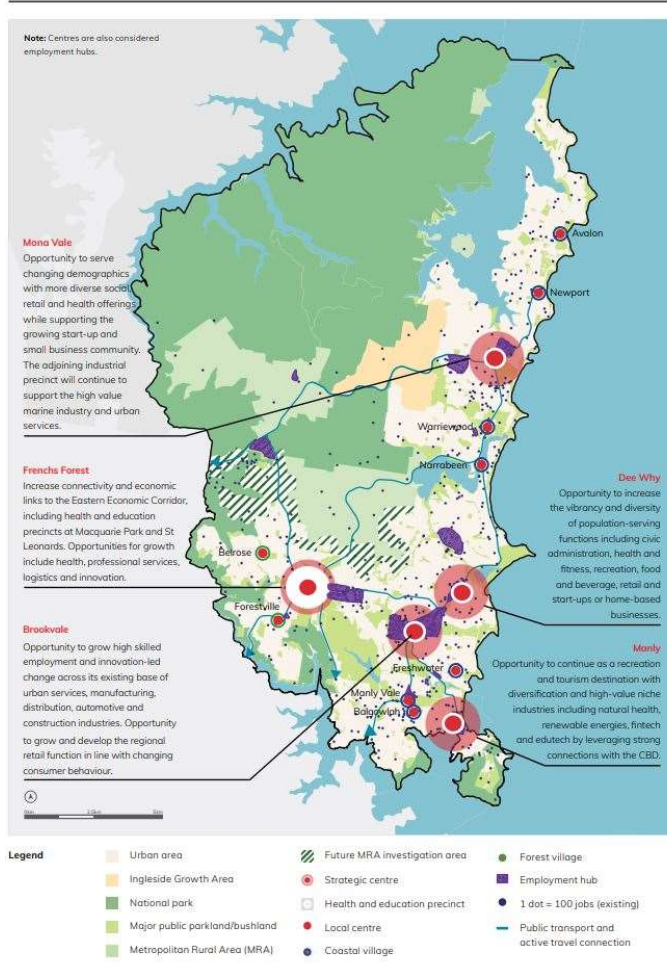 Note: Centres are also considered
employment hubs.
Mona Vale
Opportunity to serve
changing demographics
with more diverse social,
retail and health offerings
while supporting the
growing start-up and
small business community.
The adjoining industrial
precinct will continue to
support the high value
marine industry and urban
services.
Frenchs Forest
Increase connectivity and economic
links to the Eastern Economic Corridor,
including health and education
precincts at Macquarie Park and St
Leonards. Opportunities for growth
include health, professional services,
logistics and innovation.
Brookvale
Opportunity to grow high skilled
employment and innovation-led
change across its existing base of
urban services, manufacturing,
distribution, automotive and
construction industries. Opportunity
to grow and develop the regional
retail function in line with changing
consumer behaviour.
Avalon
Newport
Warriewood
Narrabeen
Belrose
Forestville
Freshwater
Manly Vale
Balgowlah
Dee Why
Opportunity to increase
the vibrancy and diversity
of population-serving
functions including civic
administration, health and
fitness, recreation, food
and beverage, retail and
start-ups or home-based
businesses.
Manly
Opportunity to continue as a recreation
and tourism destination with
diversification and high-value niche
industries including natural health,
renewable energies, fintech
and edutech by leveraging strong
connections with the CBD.
0km 2.5km 5km
Legend
Urban area
Ingleside Growth Area
National park
Major public parkland/bushland
Metropolitan Rural Area (MRA)
Future MRA investigation area
Strategic centre
Health and education precinct
Local centre
Coastal village
Forest village
Employment hub
1 dot = 100 jobs (existing)
Public transport and
active travel connection